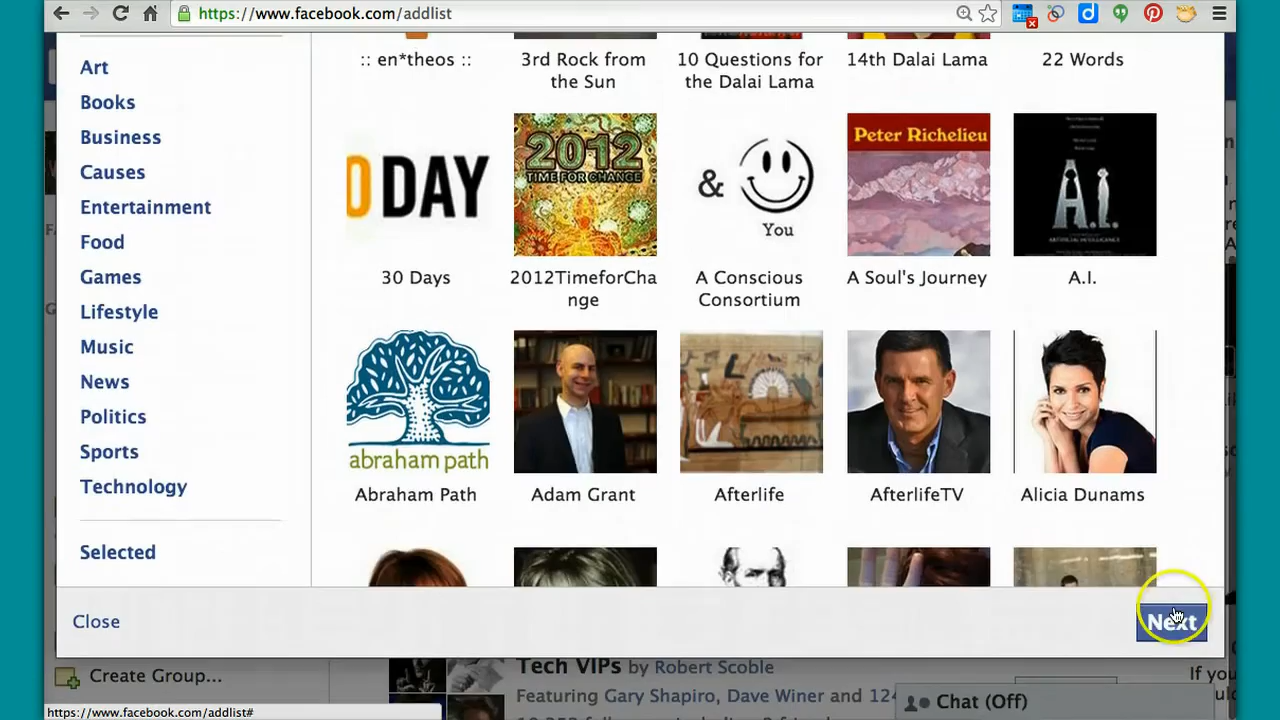 https://www.facebook.com/addlist
:: en*theos ::
3rd Rock from
the Sun
10 Questions for
the Dalai Lama
14th Dalai Lama
22 Words
Art
Books
Business
Causes
Entertainment
Food
Games
Lifestyle
Music
News
Politics
Sports
Technology
Selected
DAY
30 Days
2012
TIME FOR CHANGE
2012TimeforCha
nge
&
You
A Conscious
Consortium
Peter Richelieu
A Soul's Journey
A.I.
ARTIFICIAL INTELLIGENCE
A.I.
abraham path
Abraham Path
Adam Grant
Afterlife
AfterlifeTV
Alicia Dunams
Close
Next
Create Group...
Tech VIPs by Robert Scoble
Featuring Gary Shapiro, Dave Winer and 124
If you
Chat (Off)
https://www.facebook.com/addlist#